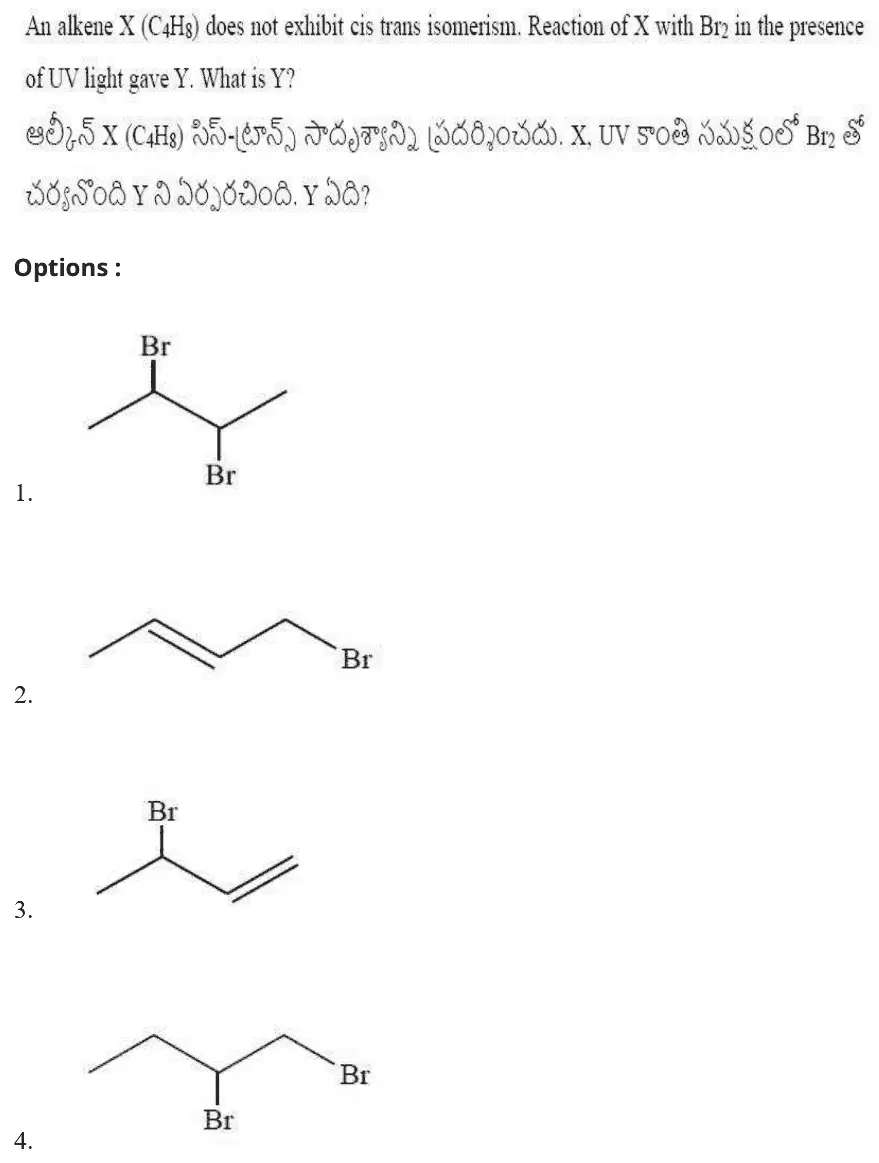 An alkene X (C4H8) does not exhibit cis trans isomerism. Reaction of X with Br2 in the presence
of UV light gave Y. What is Y?
ఆల్కీన్ X (C4H8) సిస్-ట్రాన్స్ సాదృశ్యాన్ని ప్రదర్శించదు. X, UV కాంతి సమక్షంలో Br2 తో
చర్యనొంది Y ని ఏర్పరచింది. Y ఏది?
Options :
Br
Br
1.
Br
2.
Br
3.
Br
Br
4.